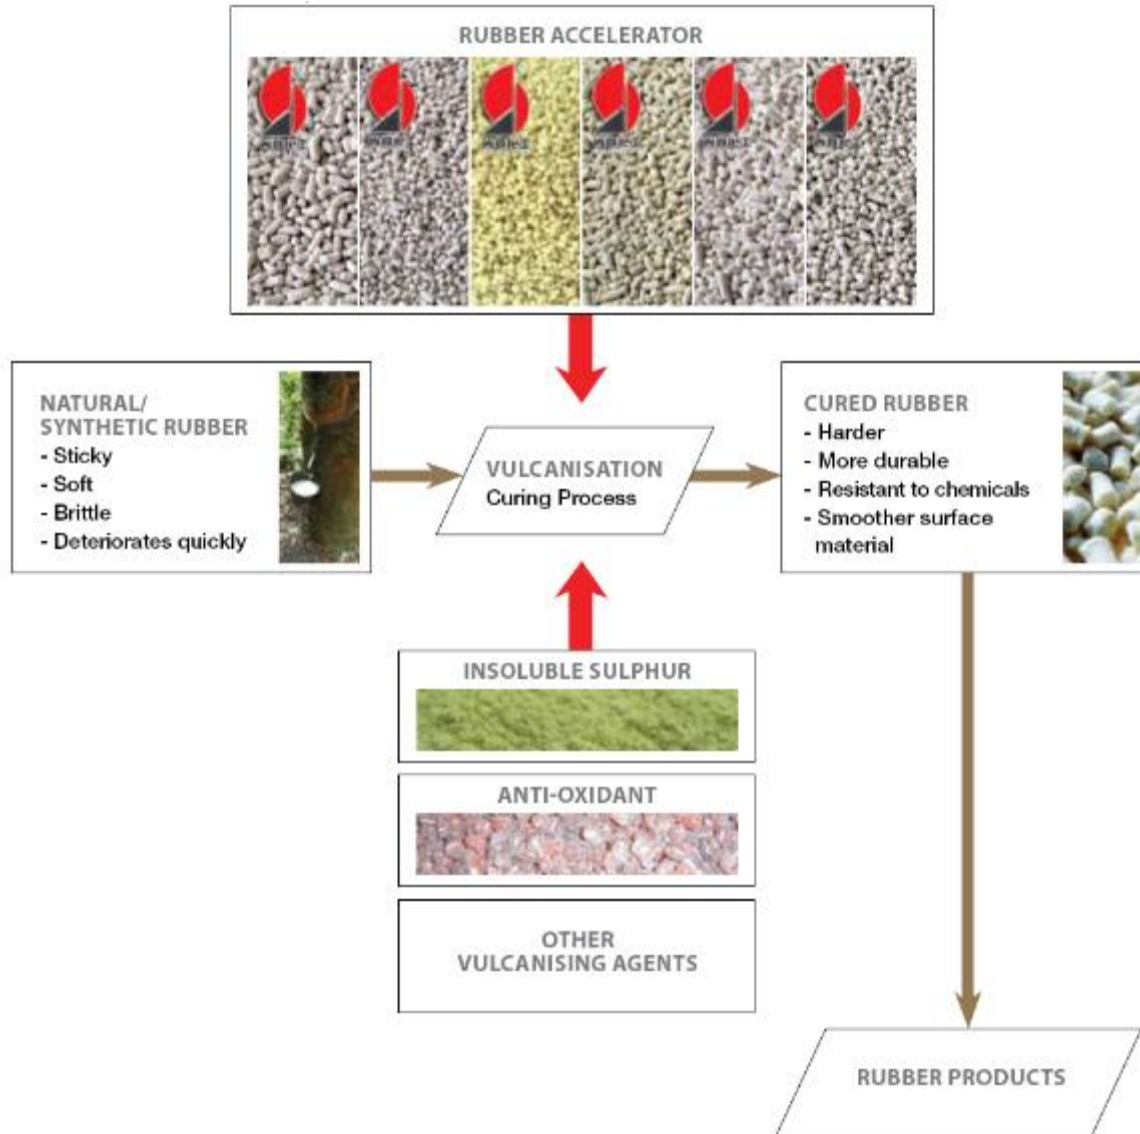 RUBBER ACCELERATOR
NATURAL/
SYNTHETIC RUBBER
- Sticky
- Soft
- Brittle
- Deteriorates quickly
VULCANISATION
Curing Process
CURED RUBBER
- Harder
- More durable
- Resistant to chemicals
- Smoother surface
material
INSOLUBLE SULPHUR
ANTI-OXIDANT
OTHER
VULCANISING AGENTS
RUBBER PRODUCTS